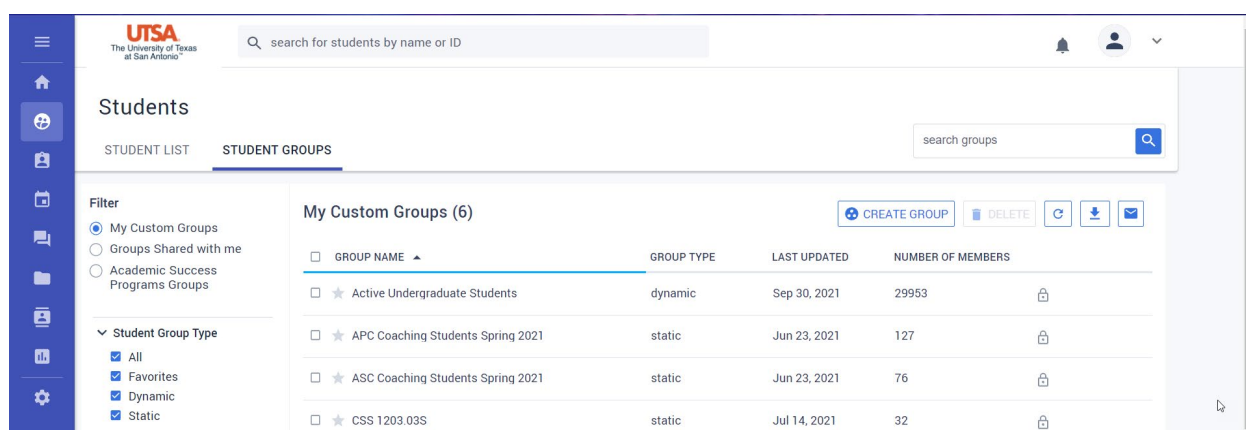 UTSA
The University of Texas
at San Antonio™
search for students by name or ID
Students
STUDENT LIST STUDENT GROUPS
search groups
Filter
My Custom Groups
Groups Shared with me
Academic Success
Programs Groups
Student Group Type
All
Favorites
Dynamic
Static
My Custom Groups (6)
CREATE GROUP DELETE
GROUP NAME GROUP TYPE LAST UPDATED NUMBER OF MEMBERS
Active Undergraduate Students dynamic Sep 30, 2021 29953
APC Coaching Students Spring 2021 static Jun 23, 2021 127
ASC Coaching Students Spring 2021 static Jun 23, 2021 76
CSS 1203.03S static Jul 14, 2021 32